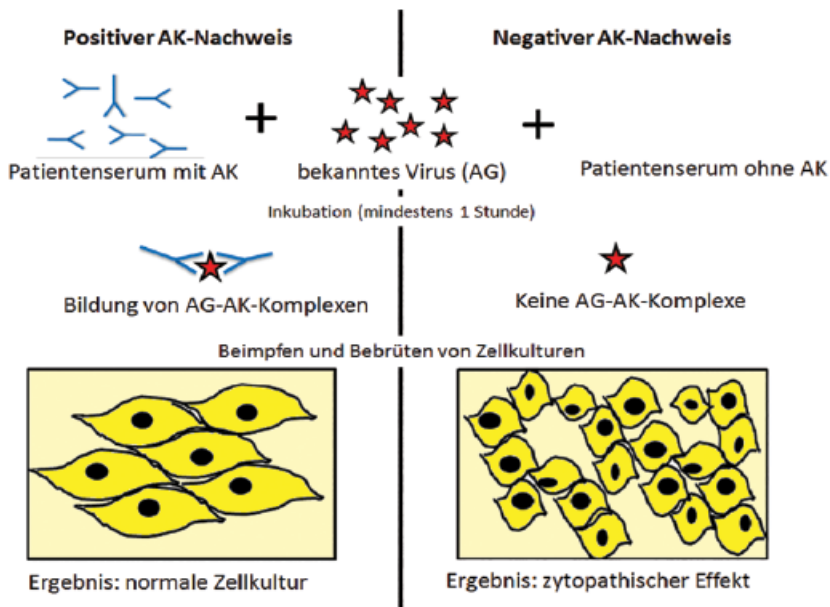 Positiver AK-Nachweis
Negativer AK-Nachweis
+
+
Patientenserum mit AK
bekanntes Virus (AG)
Patientenserum ohne AK
Inkubation (mindestens 1 Stunde)
Bildung von AG-AK-Komplexen
Keine AG-AK-Komplexe
Beimpfen und Bebrüten von Zellkulturen
Ergebnis: normale Zellkultur
Ergebnis: zytopathischer Effekt